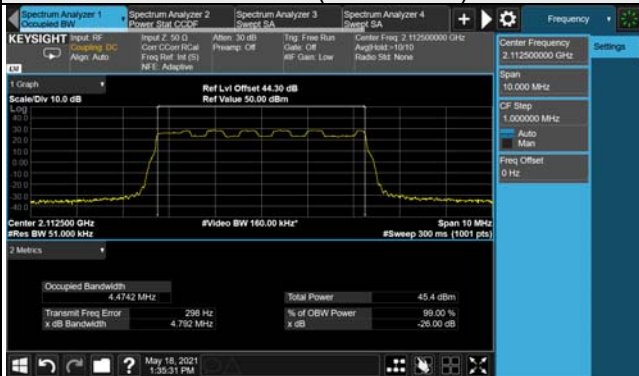 Spectrum Analyzer 1
Occupied BW
Spectrum Analyzer 2
Power Stat CCDF
Spectrum Analyzer 3
Swept SA
Spectrum Analyzer 4
Swept SA
Frequency
KEYSIGHT
Input: RF
Coupling: DC
Align: Auto
Input Z: 50 Ω
Corr CCorr RCal
Freq Ref: Int (S)
NFE: Adaptive
Atten: 30 dB
Preamp: Off
Trig: Free Run
Gate: Off
#IF Gain: Low
Center Freq: 2.112500000 GHz
Avg|Hold:>10/10
Radio Std: None
Center Frequency
2.112500000 GHz
Settings
Span
10.000 MHz
CF Step
1.000000 MHz
Auto
Man
Freq Offset
0 Hz
1 Graph
Scale/Div 10.0 dB
Ref Lvl Offset 44.30 dB
Ref Value 50.00 dBm
Log
40.0
30.0
20.0
10.0
0.00
-10.0
-20.0
-30.0
-40.0
Center 2.112500 GHz
#Res BW 51.000 kHz
#Video BW 160.00 kHz*
Span 10 MHz
#Sweep 300 ms (1001 pts)
2 Metrics
Occupied Bandwidth
4.4742 MHz
Total Power 45.4 dBm
Transmit Freq Error 298 Hz
% of OBW Power 99.00 %
x dB Bandwidth 4.792 MHz
x dB -26.00 dB
?
May 18, 2021
1:35:31 PM